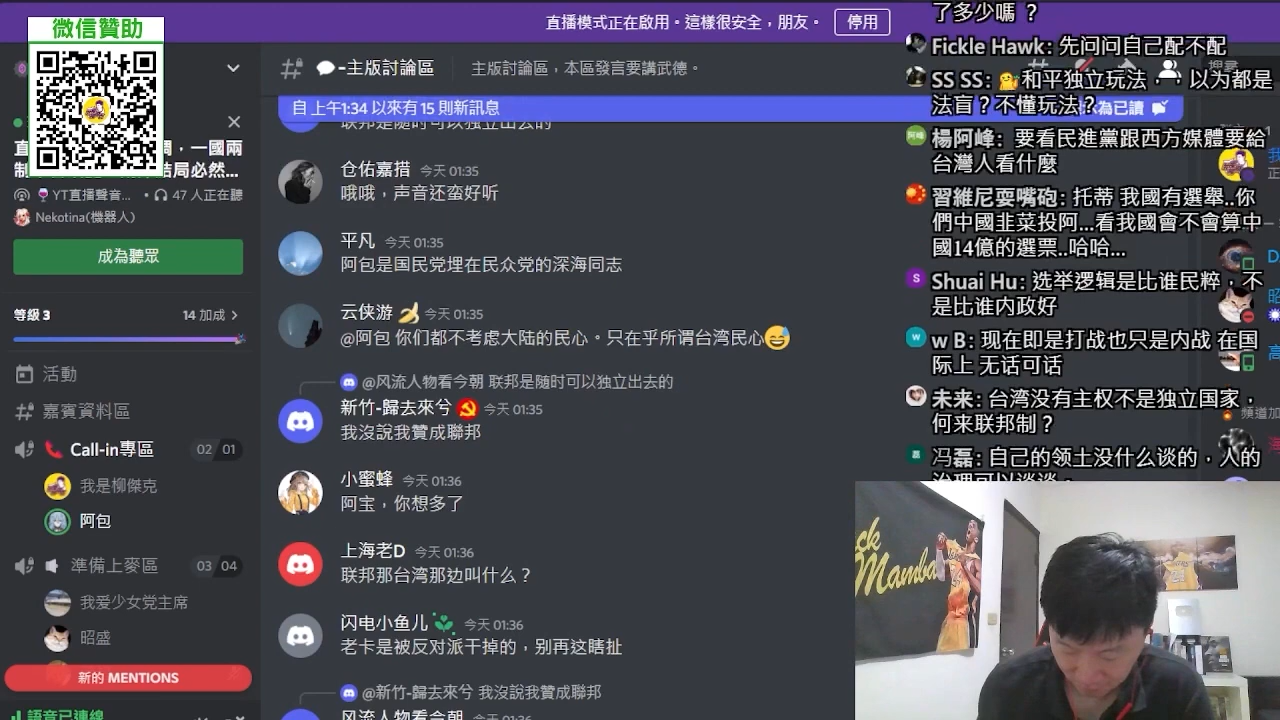 微信贊助
直播模式正在啟用。這樣很安全，朋友。
停用
-主版討論區
主版討論區，本區發言要講武德。
自 上午1:34 以來有 15 則新訊息
為已讀
联邦是随时可以独立出去的
仓佑嘉措 今天 01:35
哦哦，声音还蛮好听
平凡 今天 01:35
阿包是国民党埋在民众党的深海同志
云侠游 🍌 今天 01:35
@阿包 你们都不考虑大陆的民心。只在乎所谓台湾民心😅
@风流人物看今朝 联邦是随时可以独立出去的
新竹-歸去來兮 今天 01:35
我沒說我贊成聯邦
小蜜蜂 今天 01:36
阿宝，你想多了
上海老D 今天 01:36
联邦那台湾那边叫什么？
闪电小鱼儿 今天 01:36
老卡是被反对派干掉的，别再这瞎扯
@新竹-歸去來兮 我沒說我贊成聯邦
风流人物看今朝 今天 01:36
，一國兩
結局必然...
YT直播聲音... • 47 人正在聽
Nekotina(機器人)
成為聽眾
等級 3
14 加成 >
活動
嘉賓資料區
Call-in專區 02 01
我是柳傑克
阿包
準備上麥區 03 04
我爱少女党主席
昭盛
新的 MENTIONS
語音已連線
了多少嗎 ？
Fickle Hawk: 先问问自己配不配
SS SS: 和平独立玩法，，以为都是
法盲？不懂玩法？
楊阿峰: 要看民進黨跟西方媒體要給
台灣人看什麼
習維尼耍嘴砲: 托蒂 我國有選舉..你
們中國韭菜投阿...看我國會不會算中
國14億的選票..哈哈...
Shuai Hu: 选举逻辑是比谁民粹，不
是比谁内政好
w B: 现在即是打战也只是内战 在国
际上 无话可话
未来: 台湾没有主权不是独立国家，
何来联邦制？
冯磊: 自己的领土没什么谈的，人的
治理可以谈谈。
ck
Mamba